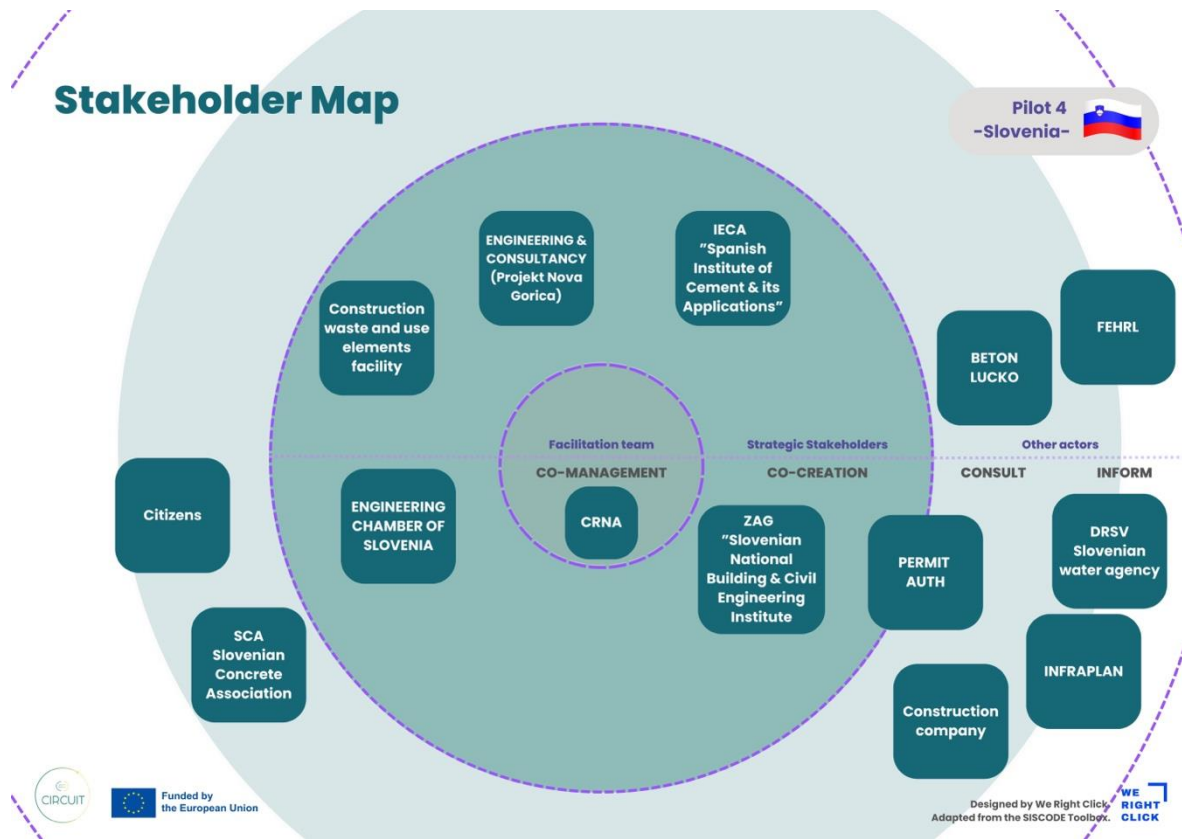 Stakeholder Map
Pilot 4
-Slovenia-
ENGINEERING &
CONSULTANCY
(Projekt Nova
Gorica)
IECA
”Spanish
Institute of
Cement & its
Applications”
Construction
waste and use
elements
facility
FEHRL
BETON
LUCKO
Facilitation team
Strategic Stakeholders
Other actors
CO-MANAGEMENT
CO-CREATION
CONSULT
INFORM
Citizens
ENGINEERING
CHAMBER OF
SLOVENIA
CRNA
ZAG
”Slovenian
National
Building & Civil
Engineering
Institute
PERMIT
AUTH
DRSV
Slovenian
water agency
SCA
Slovenian
Concrete
Association
INFRAPLAN
Construction
company
CIRCUIT
Funded by
the European Union
Designed by We Right Click.
Adapted from the SISCODE Toolbox.
WE
RIGHT
CLICK